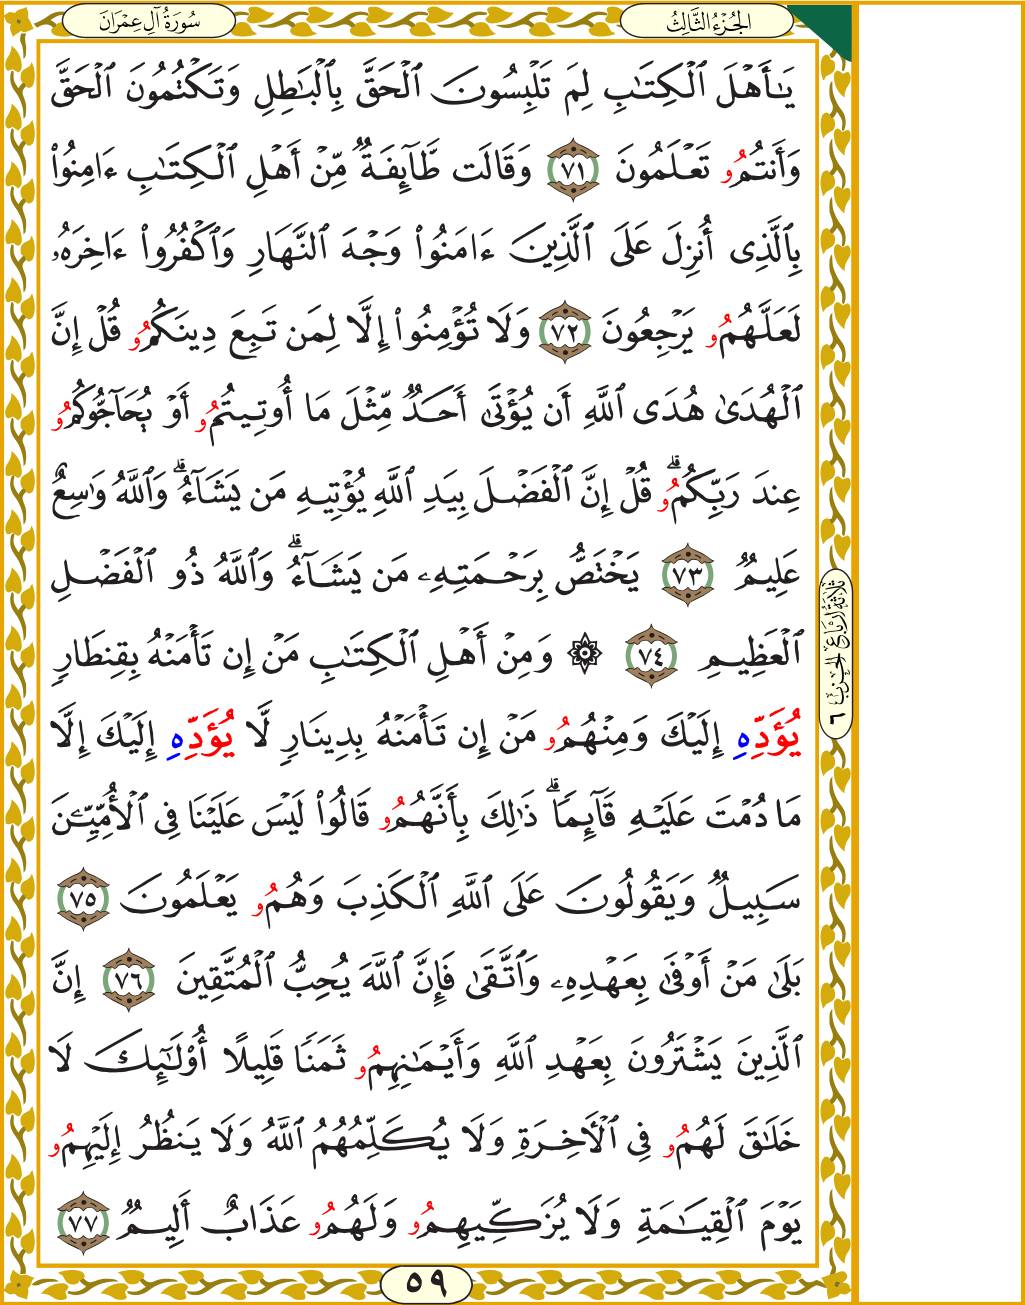 سُورَةُ آلِ عِمْرَانَ
الجُزْءُ الثَّالِثُ
يَٰٓأَهْلَ ٱلْكِتَٰبِ لِمَ تَلْبِسُونَ ٱلْحَقَّ بِٱلْبَٰطِلِ وَتَكْتُمُونَ ٱلْحَقَّ
وَأَنتُمُۥ تَعْلَمُونَ ٧١ وَقَالَت طَّآئِفَةٌ مِّنْ أَهْلِ ٱلْكِتَٰبِ ءَامِنُوا۟
بِٱلَّذِىٓ أُنزِلَ عَلَى ٱلَّذِينَ ءَامَنُوا۟ وَجْهَ ٱلنَّهَارِ وَٱكْفُرُوٓا۟ ءَاخِرَهُۥ
لَعَلَّهُمُۥ يَرْجِعُونَ ٧٢ وَلَا تُؤْمِنُوٓا۟ إِلَّا لِمَن تَبِعَ دِينَكُمُۥ قُلْ إِنَّ
ٱلْهُدَىٰ هُدَى ٱللَّهِ أَن يُؤْتَىٰٓ أَحَدٌ مِّثْلَ مَآ أُوتِيتُمُۥٓ أَوْ يُحَآجُّوكُمُۥ
عِندَ رَبِّكُمُۥۗ قُلْ إِنَّ ٱلْفَضْلَ بِيَدِ ٱللَّهِ يُؤْتِيهِ مَن يَشَآءُۗ وَٱللَّهُ وَٰسِعٌ
عَلِيمٌ ٧٣ يَخْتَصُّ بِرَحْمَتِهِۦ مَن يَشَآءُۗ وَٱللَّهُ ذُو ٱلْفَضْلِ
ٱلْعَظِيمِ ٧٤ ۞ وَمِنْ أَهْلِ ٱلْكِتَٰبِ مَنْ إِن تَأْمَنْهُ بِقِنطَارٍ
يُؤَدِّهِ إِلَيْكَ وَمِنْهُمُۥ مَنْ إِن تَأْمَنْهُ بِدِينَارٍ لَّا يُؤَدِّهِ إِلَيْكَ إِلَّا
مَا دُمْتَ عَلَيْهِ قَآئِمًاۗ ذَٰلِكَ بِأَنَّهُمُۥ قَالُوا۟ لَيْسَ عَلَيْنَا فِى ٱلْأُمِّيِّـۧنَ
سَبِيلٌ وَيَقُولُونَ عَلَى ٱللَّهِ ٱلْكَذِبَ وَهُمُۥ يَعْلَمُونَ ٧٥
بَلَىٰ مَنْ أَوْفَىٰ بِعَهْدِهِۦ وَٱتَّقَىٰ فَإِنَّ ٱللَّهَ يُحِبُّ ٱلْمُتَّقِينَ ٧٦ إِنَّ
ٱلَّذِينَ يَشْتَرُونَ بِعَهْدِ ٱللَّهِ وَأَيْمَٰنِهِمُۥ ثَمَنًا قَلِيلًا أُو۟لَٰٓئِكَ لَا
خَلَٰقَ لَهُمُۥ فِى ٱلْأَخِرَةِ وَلَا يُكَلِّمُهُمُ ٱللَّهُ وَلَا يَنظُرُ إِلَيْهِمُۥ
يَوْمَ ٱلْقِيَٰمَةِ وَلَا يُزَكِّيهِمُۥ وَلَهُمُۥ عَذَابٌ أَلِيمٌ ٧٧
ثَلَاثَةُ أَرْبَاعِ الحِزْبِ ٦
٥٩